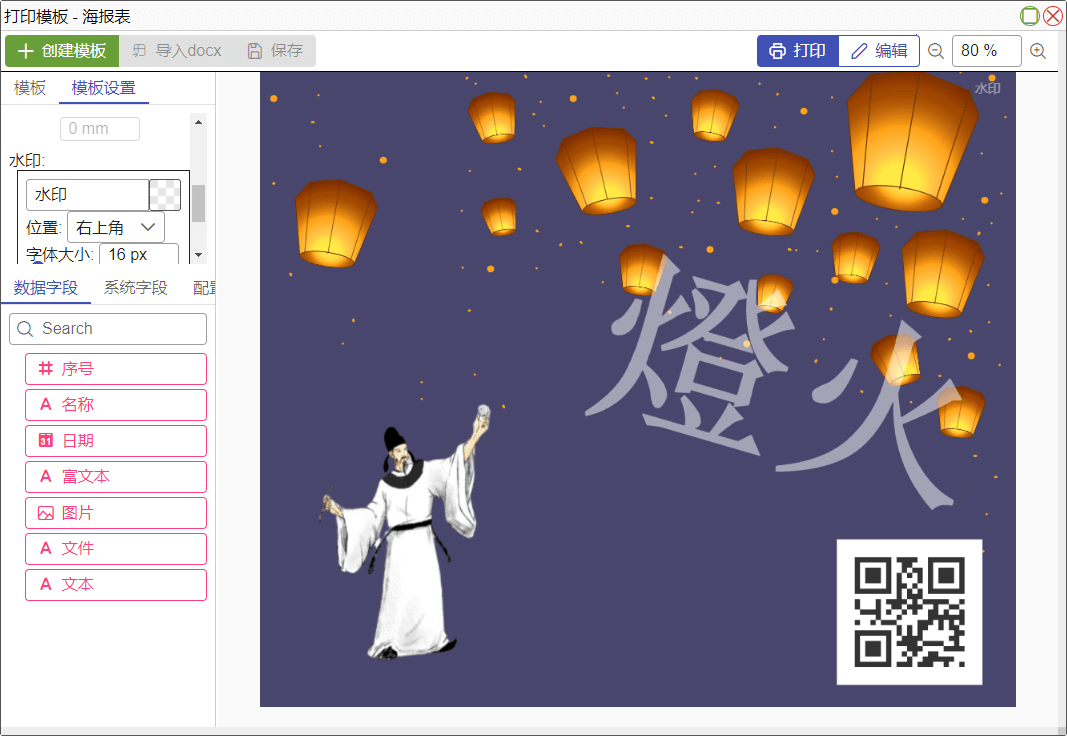 打印模板 - 海报表
创建模板 导入docx 保存 打印 编辑 80 %
模板 模板设置
0 mm
水印:
水印
位置: 右上角
字体大小: 16 px
数据字段 系统字段 配置
Search
序号
名称
31 日期
富文本
图片
文件
文本
水印
燈火